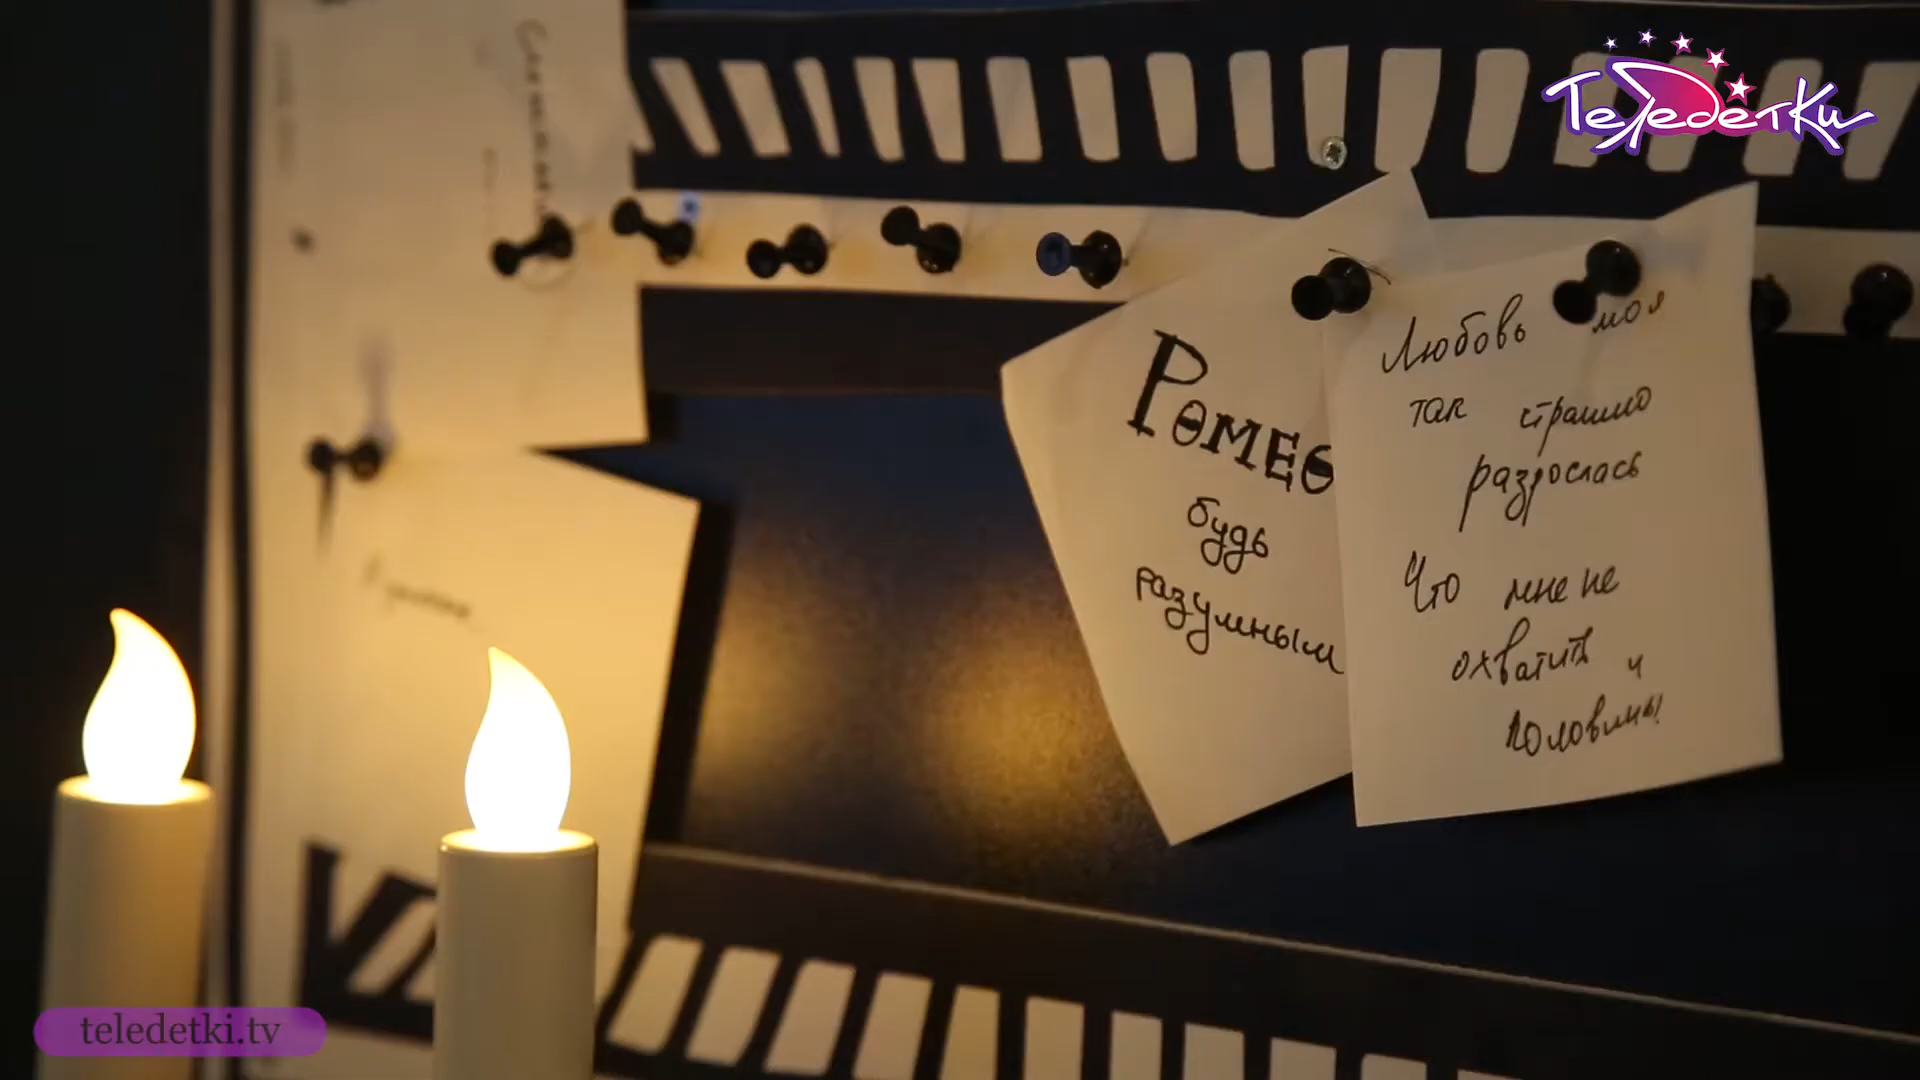 ТелеДетки
Ромео
будь
разумным
Любовь моя
так страшно
разрослась
Что мне не
охватить и
половины!
teledetki.tv